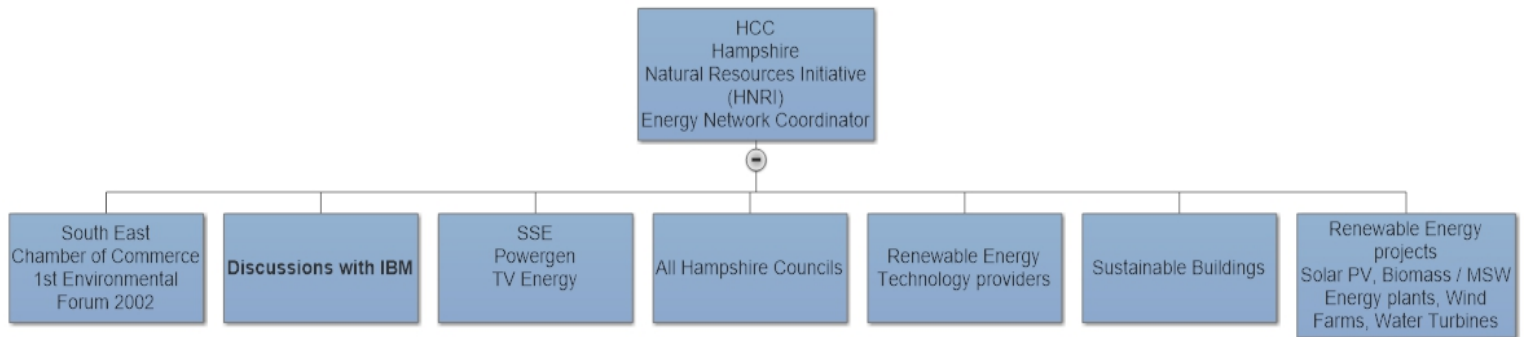 HCC
Hampshire
Natural Resources Initiative
(HNRI)
Energy Network Coordinator
South East
Chamber of Commerce
1st Environmental
Forum 2002
Discussions with IBM
SSE
Powergen
TV Energy
All Hampshire Councils
Renewable Energy
Technology providers
Sustainable Buildings
Renewable Energy
projects
Solar PV, Biomass / MSW
Energy plants, Wind
Farms, Water Turbines